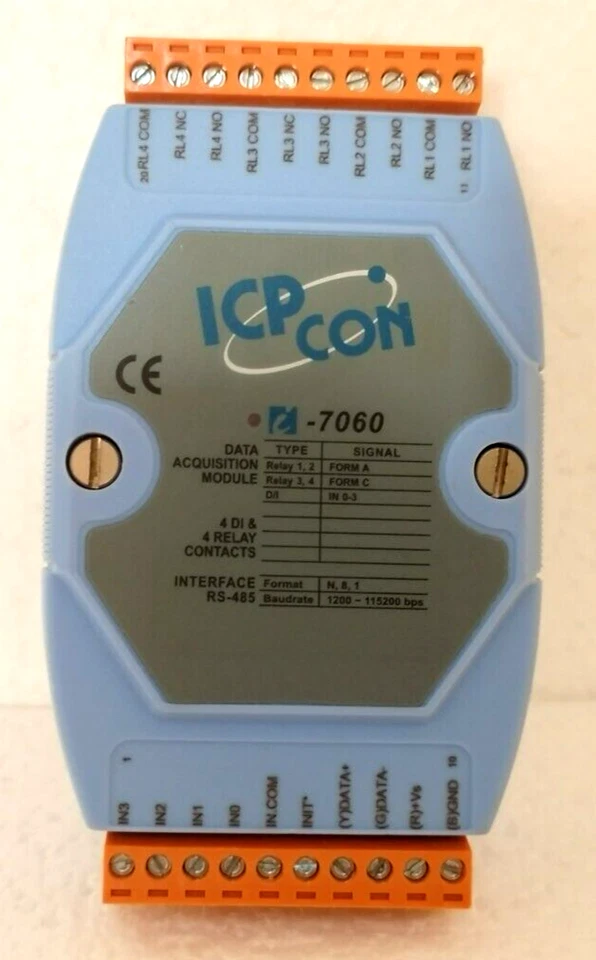 20 RL4 COM
RL4 NC
RL4 NO
RL3 COM
RL3 NC
RL3 NO
RL2 COM
RL2 NO
RL1 COM
11 RL1 NO
ICP CON
CE
-7060
DATA ACQUISITION MODULE
TYPE SIGNAL
Relay 1, 2 FORM A
Relay 3, 4 FORM C
D/I IN 0-3
4 DI &
4 RELAY
CONTACTS
INTERFACE
RS-485
Format N, 8, 1
Baudrate 1200 ~ 115200 bps
1 IN3
IN2
IN1
IN0
IN.COM
INIT*
(Y)DATA+
(G)DATA-
(R)+Vs
(B)GND 10